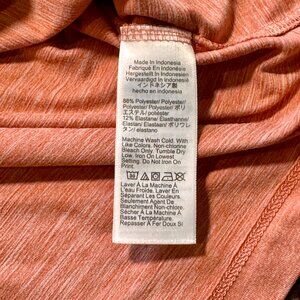 Made In Indonesia
Fabriqué En Indonésie
Hergestellt In Indonesien
Vervaardigd In Indonesië
インドネシア製
hecho en Indonesia
88% Polyester/Polyester/
Polyester/Polyester/ポリ
エステル/poliéster
12% Elastane/Élasthanne/
Elastan/Elastaan/ポリウレ
タン/elastano
Machine Wash Cold. With
Like Colors. Non-chlorine
Bleach Only. Tumble Dry
Low. Iron On Lowest
Setting. Do Not Iron On
Print.
Laver À La Machine À
L'eau Froide. Laver En
Séparant Les Couleurs.
Seulement Agent De
Blanchiment Non-chlore.
Sécher À La Machine À
Repasser À Fer Doux Si